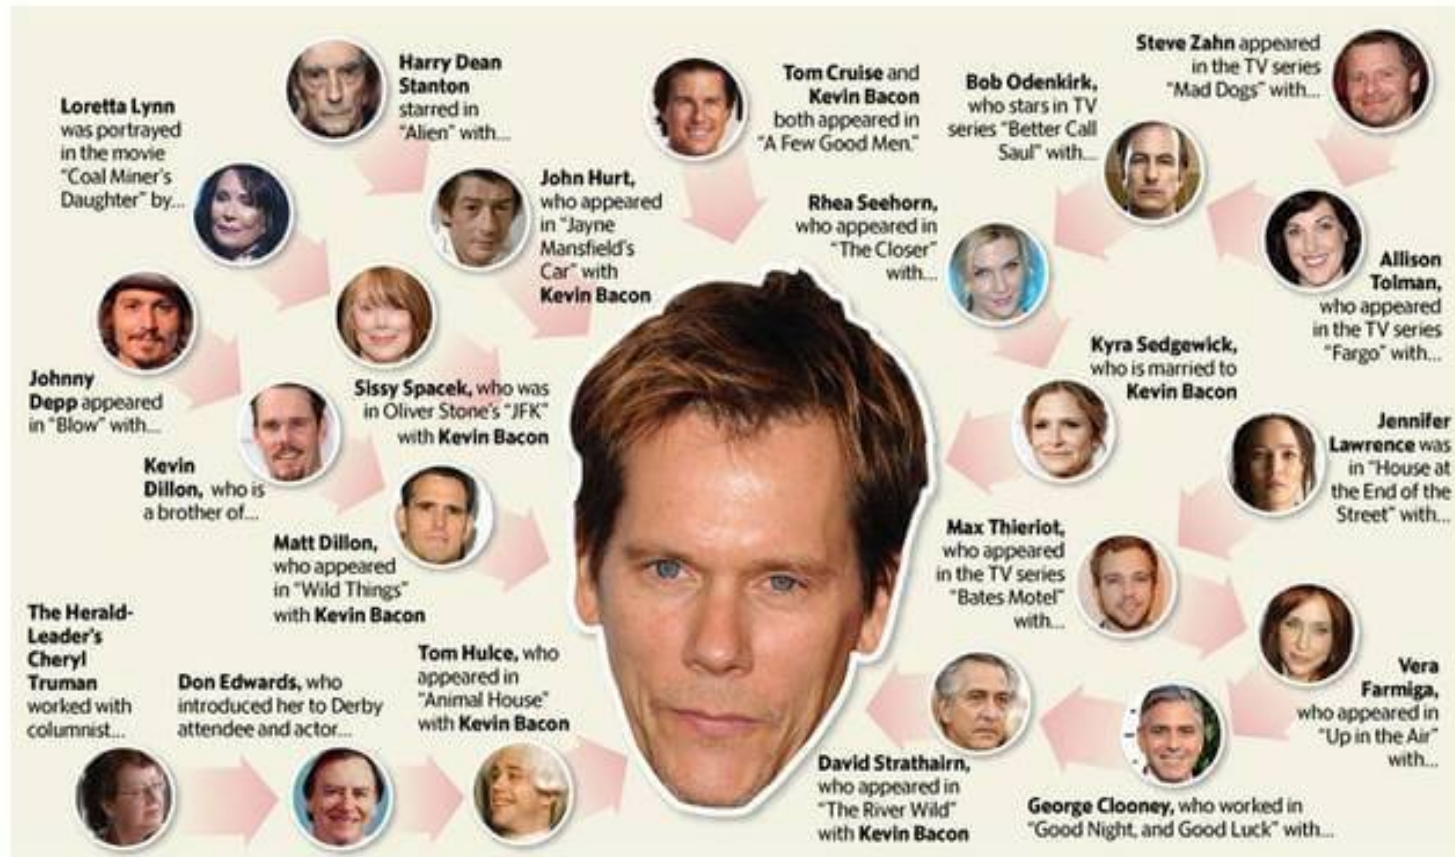 Loretta Lynn
was portrayed
in the movie
"Coal Miner's
Daughter" by...
Harry Dean
Stanton
starred in
"Alien" with...
John Hurt,
who appeared
in "Jayne
Mansfield's
Car" with
Kevin Bacon
Tom Cruise and
Kevin Bacon
both appeared in
"A Few Good Men."
Bob Odenkirk,
who stars in TV
series "Better Call
Saul" with...
Steve Zahn appeared
in the TV series
"Mad Dogs" with...
Rhea Seehorn,
who appeared in
"The Closer"
with...
Allison
Tolman,
who appeared
in the TV series
"Fargo" with...
Kyra Sedgewick,
who is married to
Kevin Bacon
Johnny
Depp appeared
in "Blow" with...
Sissy Spacek, who was
in Oliver Stone's "JFK"
with Kevin Bacon
Kevin
Dillon, who is
a brother of...
Matt Dillon,
who appeared
in "Wild Things"
with Kevin Bacon
Jennifer
Lawrence was
in "House at
the End of the
Street" with...
Max Thieriot,
who appeared
in the TV series
"Bates Motel"
with...
Vera
Farmiga,
who appeared in
"Up in the Air"
with...
George Clooney, who worked in
"Good Night, and Good Luck" with...
David Strathairn,
who appeared in
"The River Wild"
with Kevin Bacon
The Herald-
Leader's
Cheryl
Truman
worked with
columnist...
Don Edwards, who
introduced her to Derby
attendee and actor...
Tom Hulce, who
appeared in
"Animal House"
with Kevin Bacon